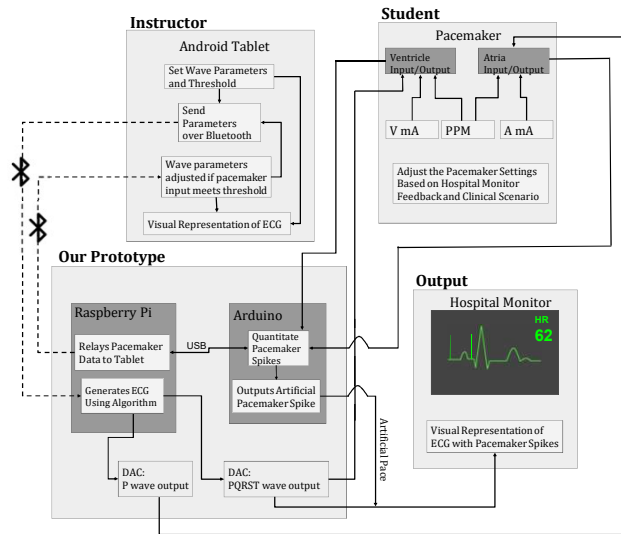 Instructor
Android Tablet
Set Wave Parameters
and Threshold
Send
Parameters
over Bluetooth
Wave parameters
adjusted if pacemaker
input meets threshold
Visual Representation of ECG
Student
Pacemaker
Ventricle
Input/Output
Atria
Input/Output
V mA
PPM
A mA
Adjust the Pacemaker Settings
Based on Hospital Monitor
Feedback and Clinical Scenario
Our Prototype
Raspberry Pi
Relays Pacemaker
Data to Tablet
Generates ECG
Using Algorithm
USB
Arduino
Quantitate
Pacemaker
Spikes
Outputs Artificial
Pacemaker Spike
DAC:
P wave output
DAC:
PQRST wave output
Artificial Pace
Output
Hospital Monitor
HR
62
Visual Representation of
ECG with Pacemaker Spikes